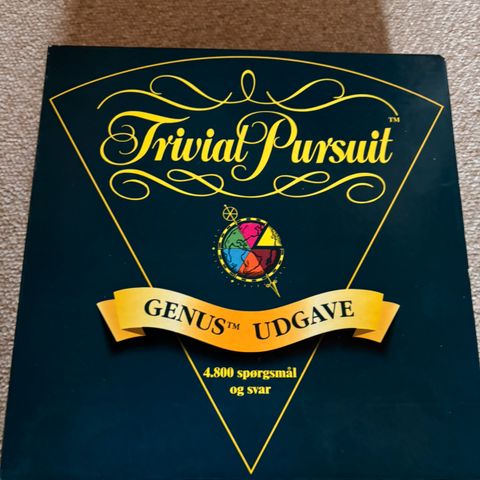 Trivial Pursuit™
GENUS™ UDGAVE
4.800 spørgsmål
og svar